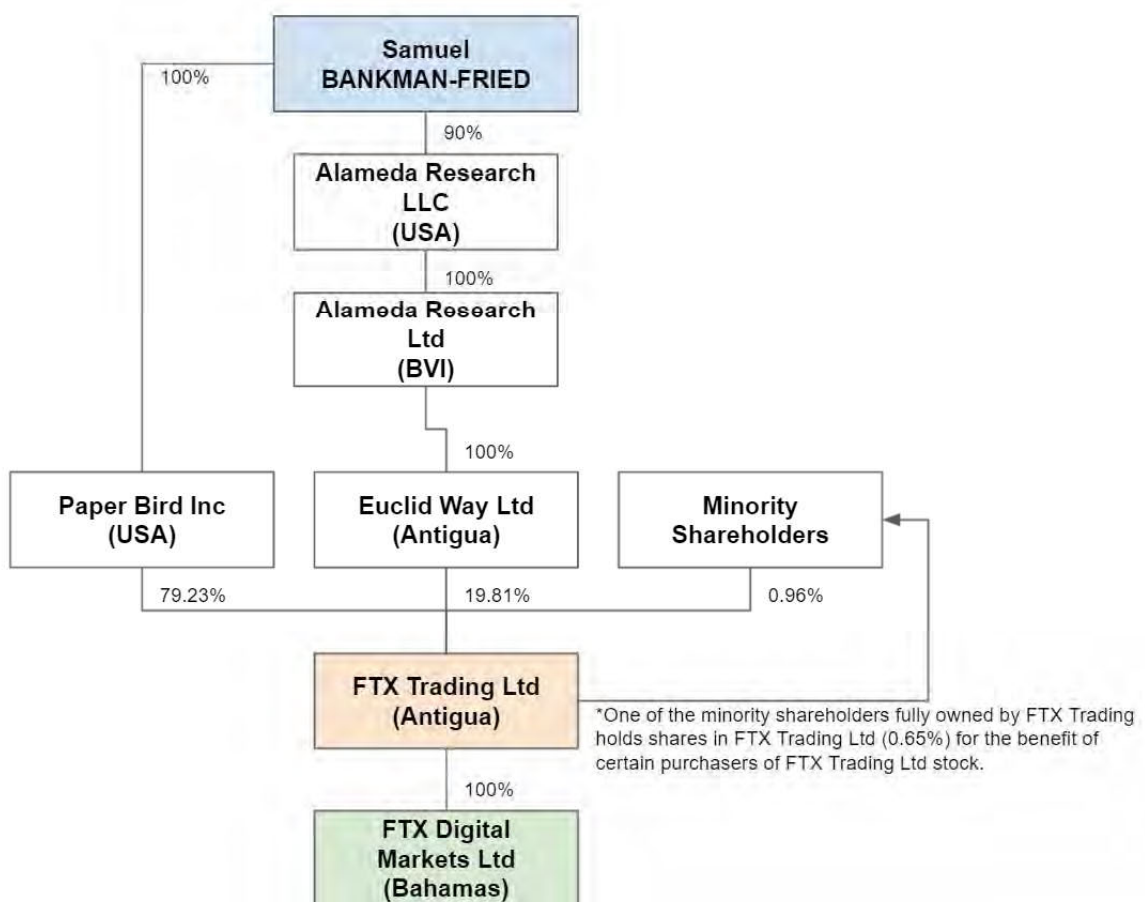 Samuel
BANKMAN-FRIED
100%
90%
Alameda Research
LLC
(USA)
100%
Alameda Research
Ltd
(BVI)
100%
Paper Bird Inc
(USA)
Euclid Way Ltd
(Antigua)
Minority
Shareholders
79.23%
19.81%
0.96%
FTX Trading Ltd
(Antigua)
*One of the minority shareholders fully owned by FTX Trading
holds shares in FTX Trading Ltd (0.65%) for the benefit of
certain purchasers of FTX Trading Ltd stock.
100%
FTX Digital
Markets Ltd
(Bahamas)